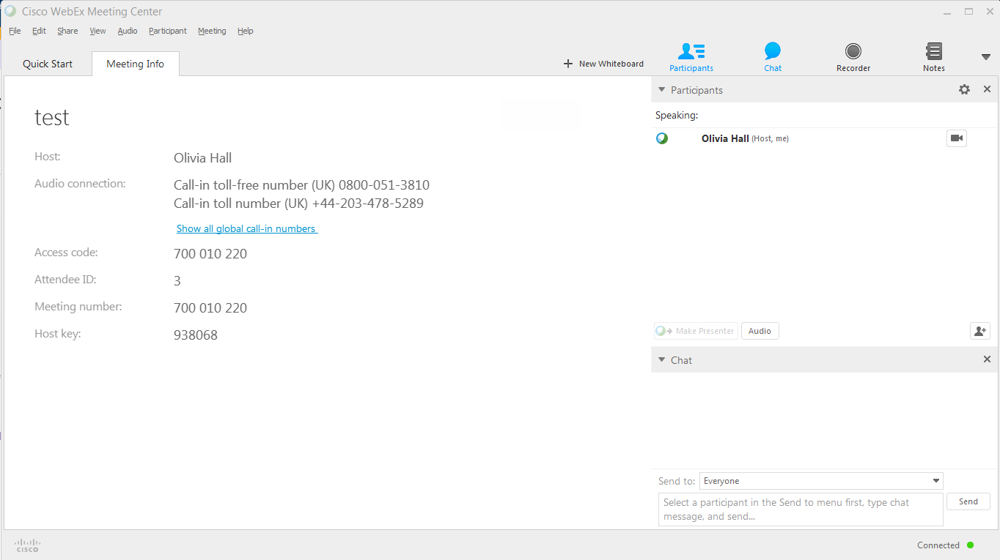 Cisco WebEx Meeting Center
File Edit Share View Audio Participant Meeting Help
Quick Start
Meeting Info
New Whiteboard
Participants
Chat
Recorder
Notes
test
Host: Olivia Hall
Audio connection: Call-in toll-free number (UK) 0800-051-3810
Call-in toll number (UK) +44-203-478-5289
Show all global call-in numbers
Access code: 700 010 220
Attendee ID: 3
Meeting number: 700 010 220
Host key: 938068
Participants
Speaking:
Olivia Hall (Host, me)
Make Presenter
Audio
Chat
Send to: Everyone
Select a participant in the Send to menu first, type chat
message, and send...
Send
CISCO
Connected